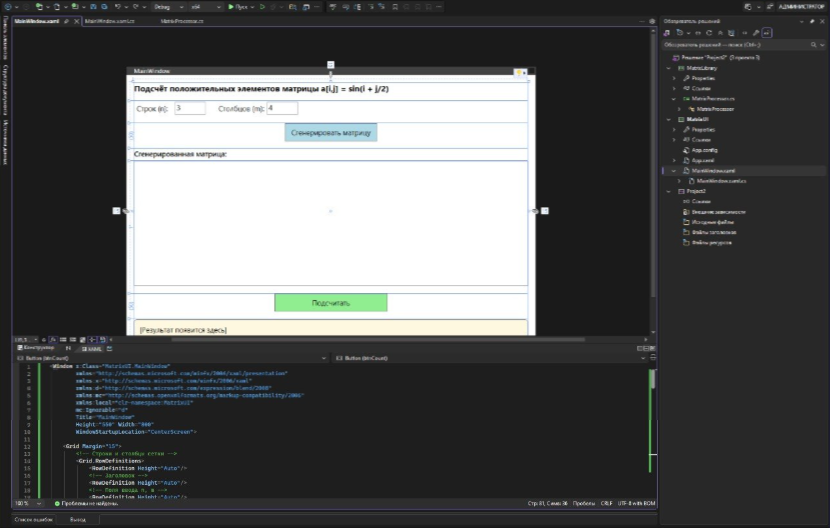 Debug x64 Пуск АДМИНИСТРАТОР
MainWindow.xaml MainWindow.xaml.cs MatrixProcessor.cs
Обозреватель решений
Обозреватель решений — поиск (Ctrl+;)
Решение "Project2" (3 проекта 3)
MatrixLibrary
Properties
Ссылки
MatrixProcessor.cs
MatrixProcessor
MatrixUI
Properties
Ссылки
App.config
App.xaml
MainWindow.xaml
MainWindow.xaml.cs
Project2
Ссылки
Внешние зависимости
Исходные файлы
Файлы заголовков
Файлы ресурсов
MainWindow
Подсчёт положительных элементов матрицы a[i,j] = sin(i + j/2)
Строк (n): 3 Столбцов (m): 4
Сгенерировать матрицу
Сгенерированная матрица:
Подсчитать
[Результат появится здесь]
Конструктор XAML
Button (btnCount) Button (btnCount)
1 <Window x:Class="MatrixUI.MainWindow"
2 xmlns="http://schemas.microsoft.com/winfx/2006/xaml/presentation"
3 xmlns:x="http://schemas.microsoft.com/winfx/2006/xaml"
4 xmlns:d="http://schemas.microsoft.com/expression/blend/2008"
5 xmlns:mc="http://schemas.openxmlformats.org/markup-compatibility/2006"
6 xmlns:local="clr-namespace:MatrixUI"
7 mc:Ignorable="d"
8 Title="MainWindow"
9 Height="550" Width="800"
10 WindowStartupLocation="CenterScreen">
11
12 <Grid Margin="15">
13 <!-- Строки и столбцы сетки -->
14 <Grid.RowDefinitions>
15 <RowDefinition Height="Auto"/>
16 <!-- Заголовок -->
17 <RowDefinition Height="Auto"/>
18 <!-- Поля ввода n, m -->
19 <RowDefinition Height="Auto"/>
100 % Проблемы не найдены. Пробелы CRLF UTF-8 with BOM
Список ошибок Вывод